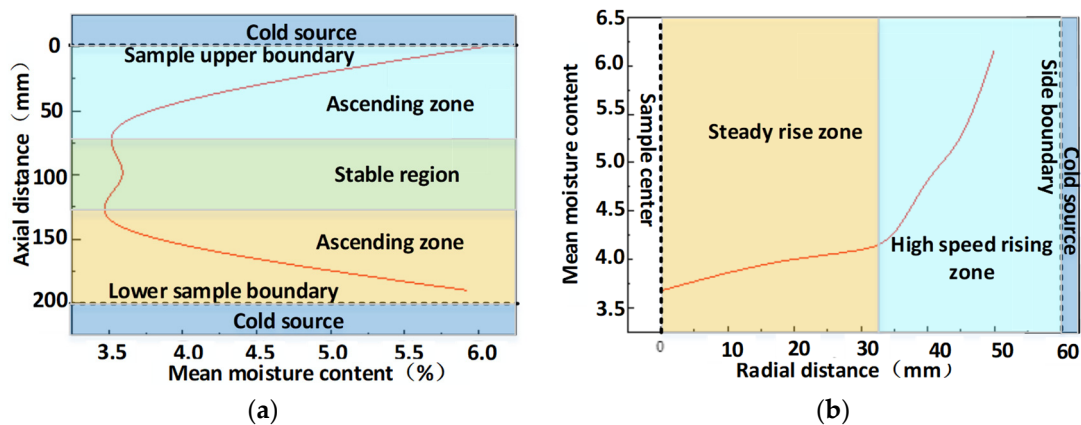 Cold source
Sample upper boundary
Ascending zone
Stable region
Ascending zone
Lower sample boundary
Cold source
0
50
100
150
200
Axial distance（mm）
3.5 4.0 4.5 5.0 5.5 6.0
Mean moisture content（%）
(a)
6.5
6.0
5.5
5.0
4.5
4.0
3.5
Mean moisture content
Sample center
Steady rise zone
High speed rising
zone
Side boundary
Cold source
0 10 20 30 40 50 60
Radial distance（mm）
(b)